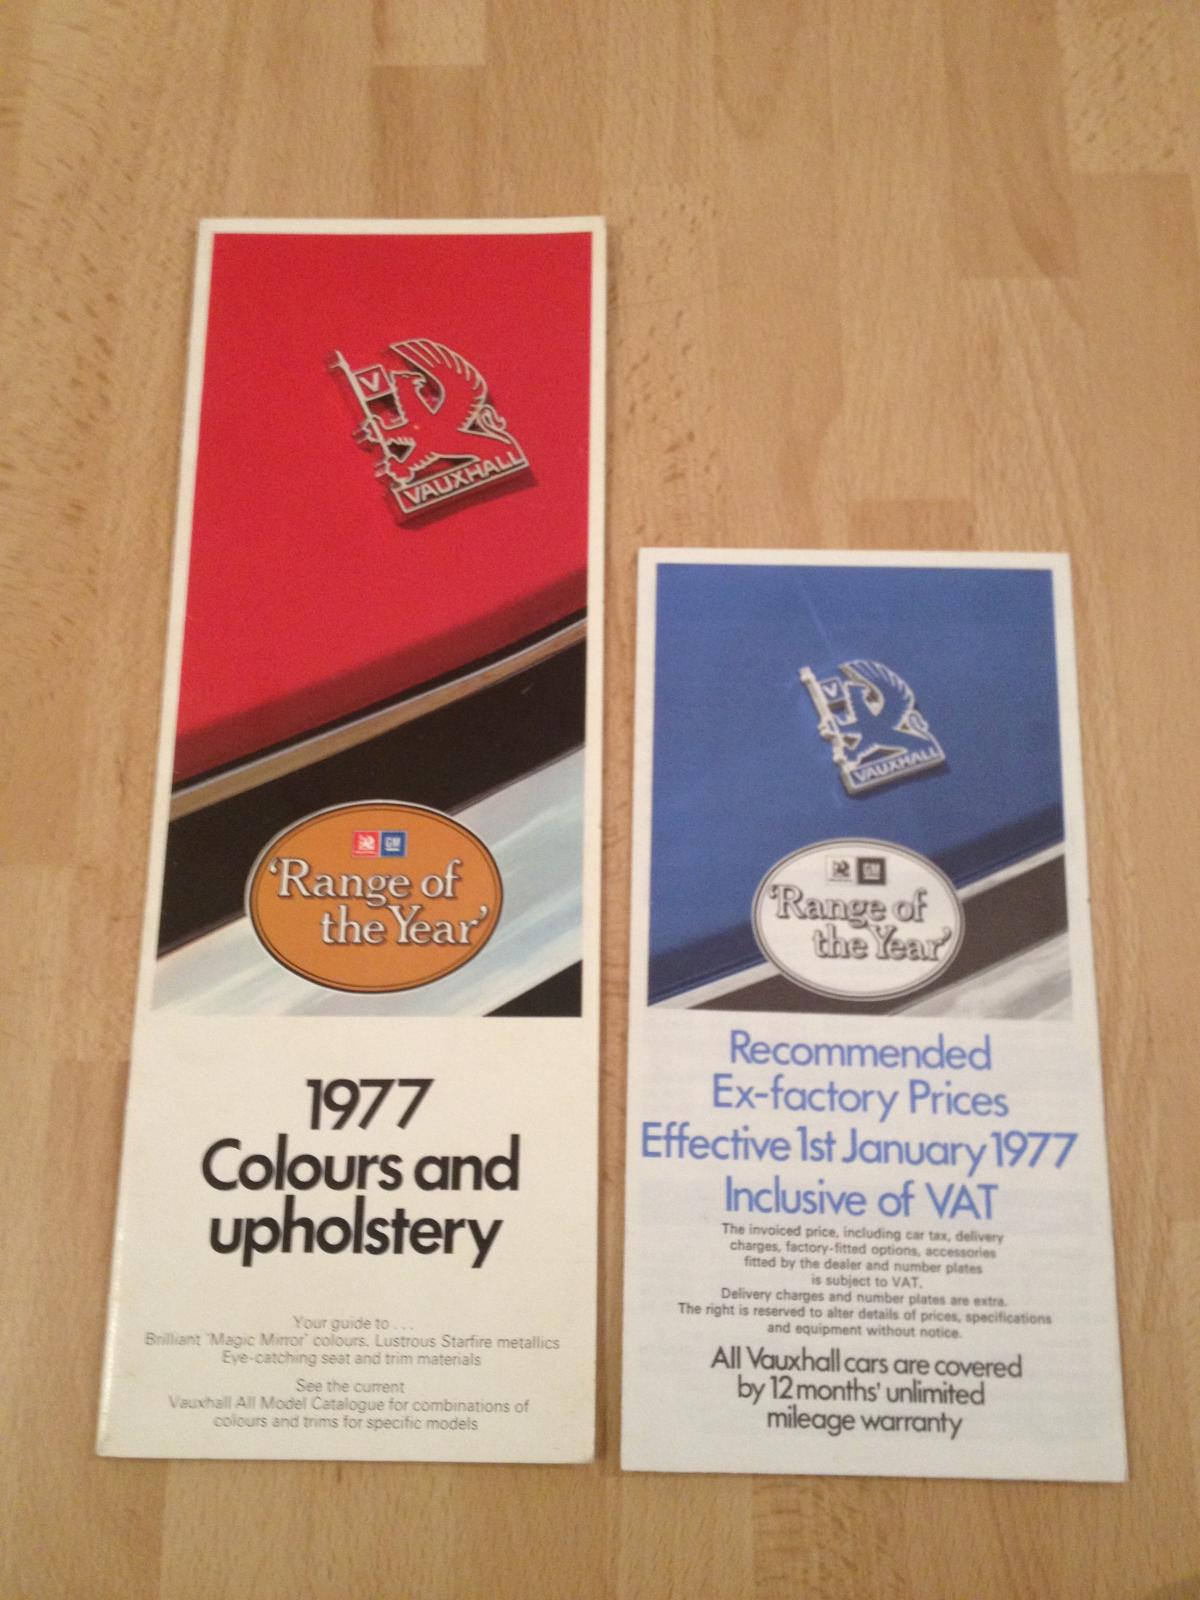 V
VAUXHALL
GM
'Range of
the Year'
1977
Colours and
upholstery
Your guide to . . .
Brilliant 'Magic Mirror' colours. Lustrous Starfire metallics
Eye-catching seat and trim materials
See the current
Vauxhall All Model Catalogue for combinations of
colours and trims for specific models
V
VAUXHALL
GM
'Range of
the Year'
Recommended
Ex-factory Prices
Effective 1st January 1977
Inclusive of VAT
The invoiced price, including car tax, delivery
charges, factory-fitted options, accessories
fitted by the dealer and number plates
is subject to VAT.
Delivery charges and number plates are extra.
The right is reserved to alter details of prices, specifications
and equipment without notice.
All Vauxhall cars are covered
by 12 months' unlimited
mileage warranty